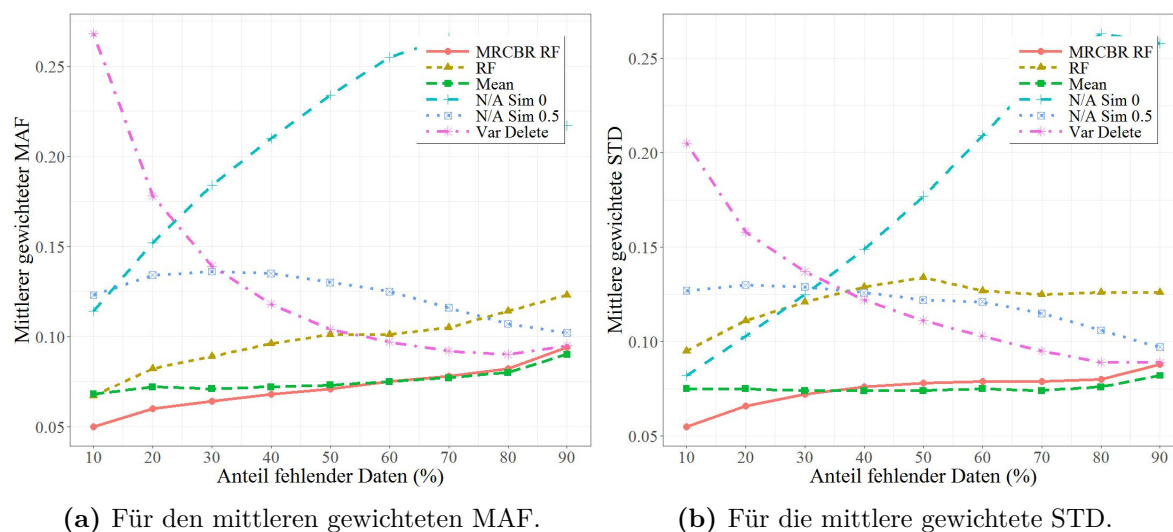 Mittlerer gewichteter MAF
0.25
0.20
0.15
0.10
0.05
MRCBR RF
RF
Mean
N/A Sim 0
N/A Sim 0.5
Var Delete
10 20 30 40 50 60 70 80 90
Anteil fehlender Daten (%)
(a) Für den mittleren gewichteten MAF.
Mittlere gewichtete STD
0.25
0.20
0.15
0.10
0.05
MRCBR RF
RF
Mean
N/A Sim 0
N/A Sim 0.5
Var Delete
10 20 30 40 50 60 70 80 90
Anteil fehlender Daten (%)
(b) Für die mittlere gewichtete STD.